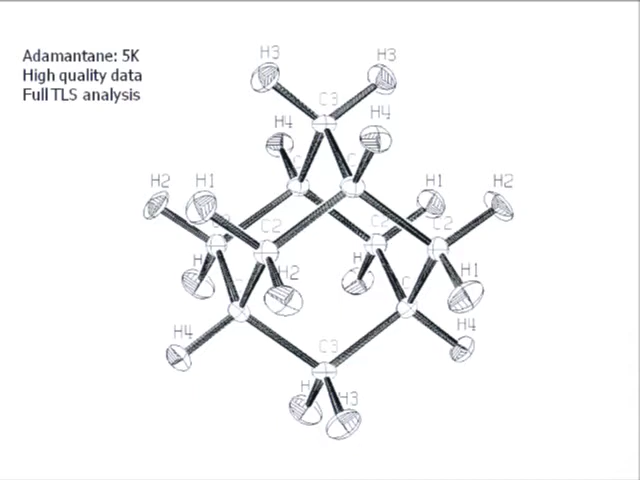 Adamantane: 5K
High quality data
Full TLS analysis
H3 H3
C3
H4 H4
H2 H1 H1 H2
C2 C2
H2 H1
H4 H4
C3
H3